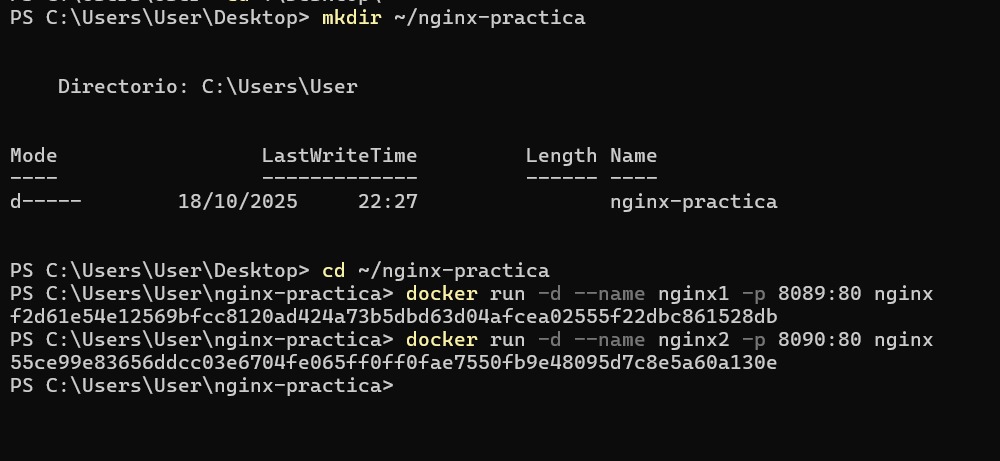 PS C:\Users\User\Desktop> mkdir ~/nginx-practica
Directorio: C:\Users\User
Mode LastWriteTime Length Name
---- ------------- ------ ----
d----- 18/10/2025 22:27 nginx-practica
PS C:\Users\User\Desktop> cd ~/nginx-practica
PS C:\Users\User\nginx-practica> docker run -d --name nginx1 -p 8089:80 nginx
f2d61e54e12569bfcc8120ad424a73b5dbd63d04afcea02555f22dbc861528db
PS C:\Users\User\nginx-practica> docker run -d --name nginx2 -p 8090:80 nginx
55ce99e83656ddcc03e6704fe065ff0ff0fae7550fb9e48095d7c8e5a60a130e
PS C:\Users\User\nginx-practica>